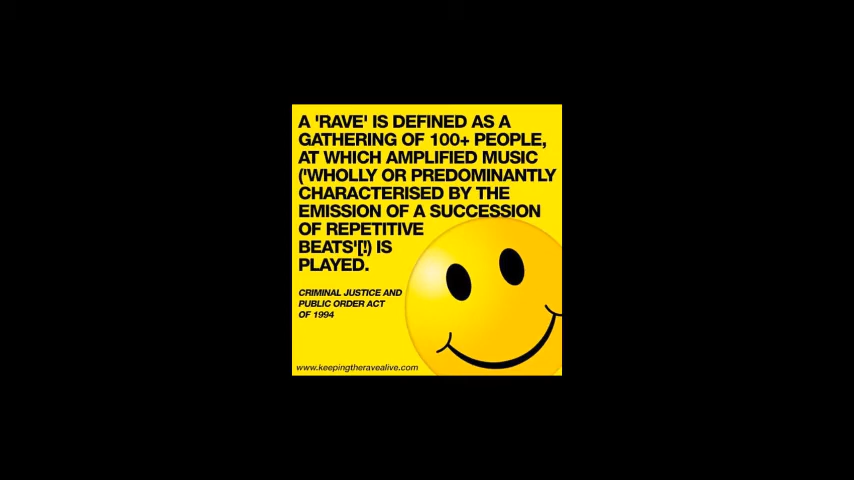 A 'RAVE' IS DEFINED AS A
GATHERING OF 100+ PEOPLE,
AT WHICH AMPLIFIED MUSIC
('WHOLLY OR PREDOMINANTLY
CHARACTERISED BY THE
EMISSION OF A SUCCESSION
OF REPETITIVE
BEATS'[!) IS
PLAYED.
CRIMINAL JUSTICE AND
PUBLIC ORDER ACT
OF 1994
www.keepingtheravealive.com